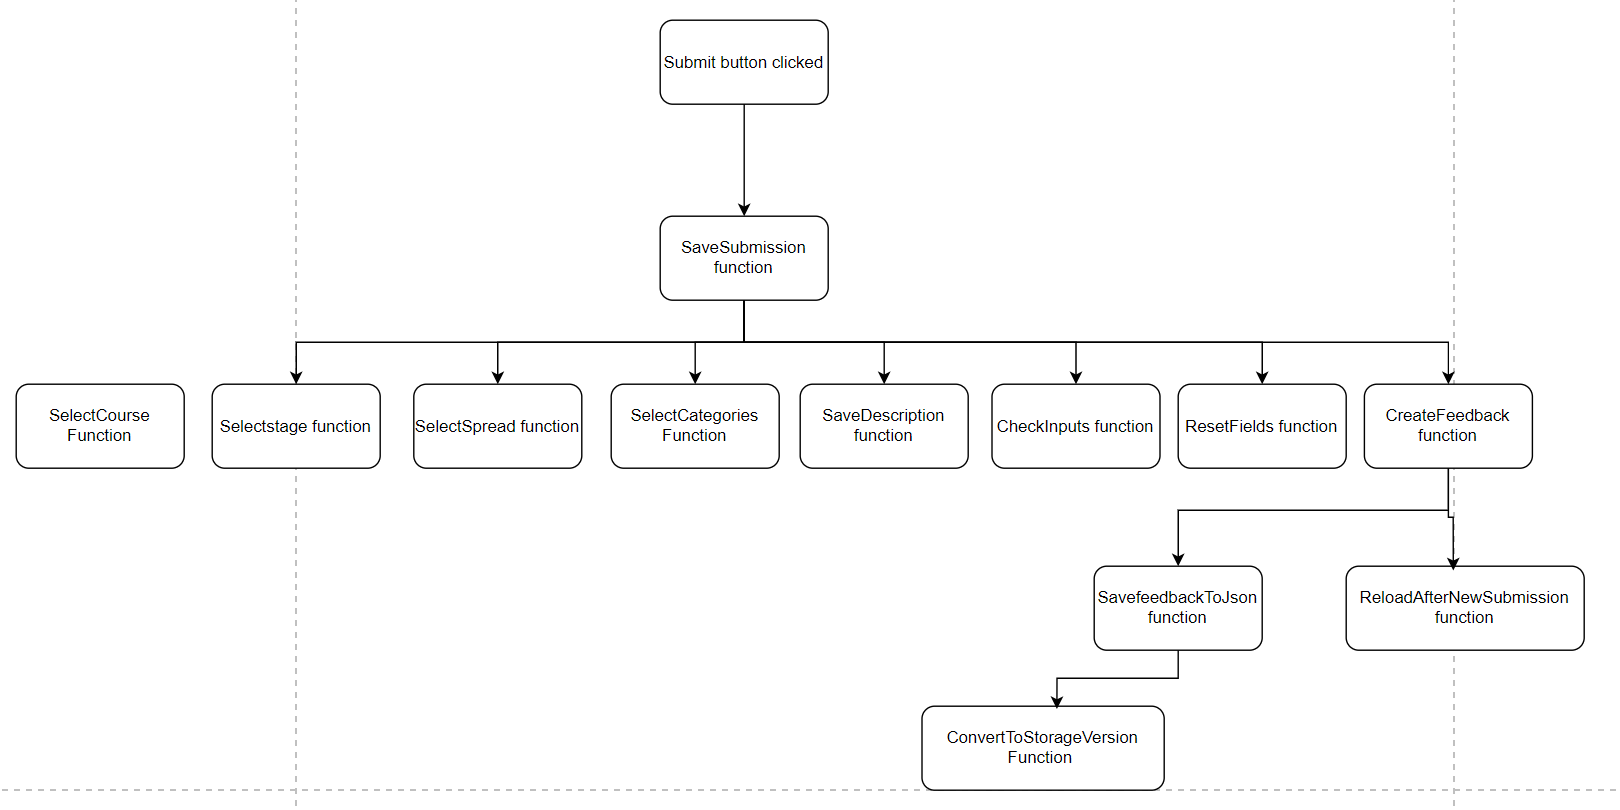 Submit button clicked
SaveSubmission
function
SelectCourse
Function
Selectstage function
SelectSpread function
SelectCategories
Function
SaveDescription
function
CheckInputs function
ResetFields function
CreateFeedback
function
SavefeedbackToJson
function
ReloadAfterNewSubmission
function
ConvertToStorageVersion
Function